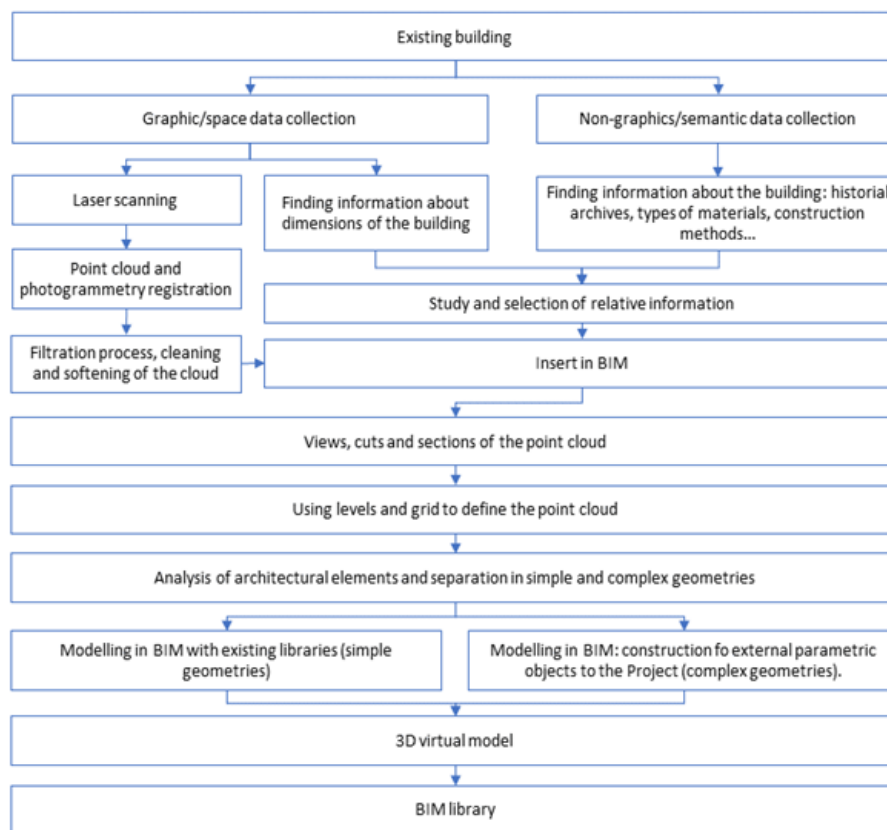 Existing building
Graphic/space data collection
Non-graphics/semantic data collection
Laser scanning
Finding information about
dimensions of the building
Finding information about the building: historial
archives, types of materials, construction
methods...
Point cloud and
photogrammetry registration
Study and selection of relative information
Filtration process, cleaning
and softening of the cloud
Insert in BIM
Views, cuts and sections of the point cloud
Using levels and grid to define the point cloud
Analysis of architectural elements and separation in simple and complex geometries
Modelling in BIM with existing libraries (simple
geometries)
Modelling in BIM: construction fo external parametric
objects to the Project (complex geometries).
3D virtual model
BIM library